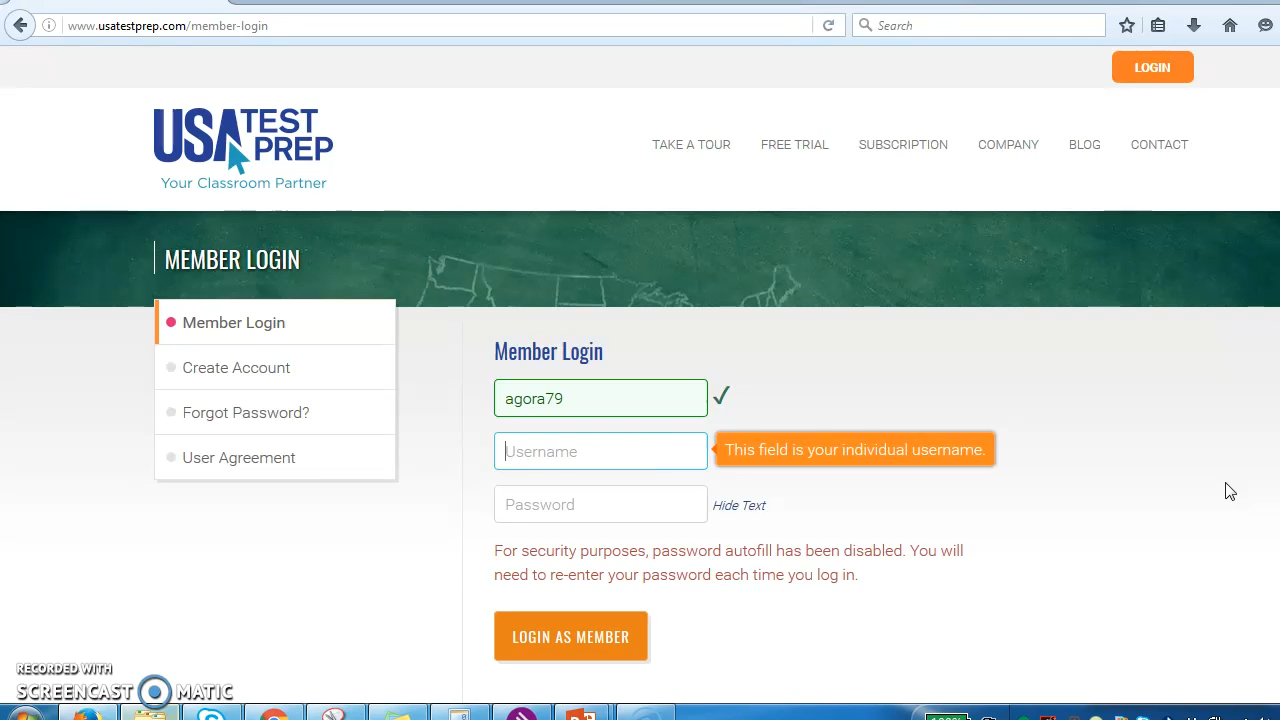 www.usatestprep.com/member-login
Search
LOGIN
USA TEST PREP
Your Classroom Partner
TAKE A TOUR FREE TRIAL SUBSCRIPTION COMPANY BLOG CONTACT
MEMBER LOGIN
Member Login
Create Account
Forgot Password?
User Agreement
Member Login
agora79
Username
This field is your individual username.
Password
Hide Text
For security purposes, password autofill has been disabled. You will
need to re-enter your password each time you log in.
LOGIN AS MEMBER
RECORDED WITH
SCREENCAST MATIC
100%